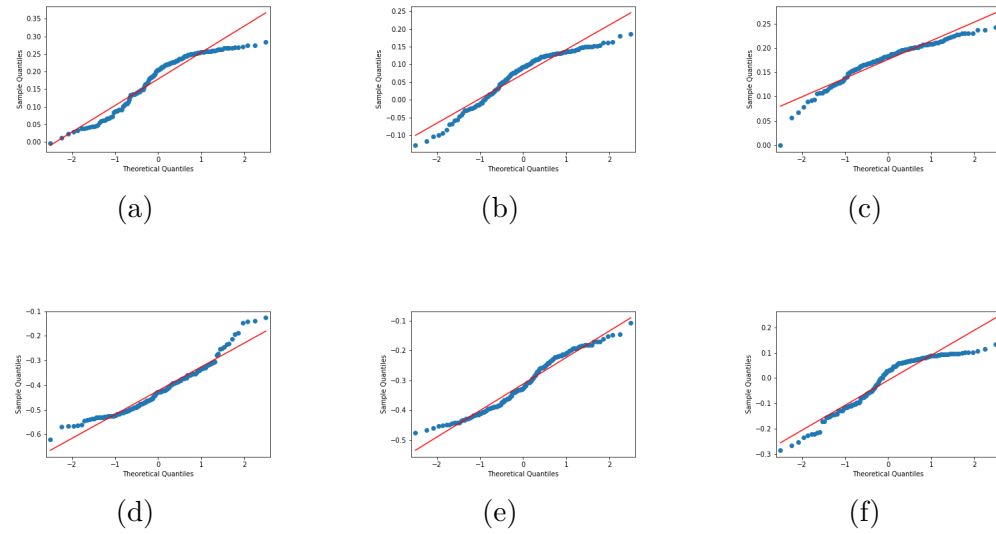 0.35
0.30
0.25
0.20
0.15
0.10
0.05
0.00
Sample Quantiles
−2 −1 0 1 2
Theoretical Quantiles
(a)
0.25
0.20
0.15
0.10
0.05
0.00
−0.05
−0.10
Sample Quantiles
−2 −1 0 1 2
Theoretical Quantiles
(b)
0.25
0.20
0.15
0.10
0.05
0.00
Sample Quantiles
−2 −1 0 1 2
Theoretical Quantiles
(c)
−0.1
−0.2
−0.3
−0.4
−0.5
−0.6
Sample Quantiles
−2 −1 0 1 2
Theoretical Quantiles
(d)
−0.1
−0.2
−0.3
−0.4
−0.5
Sample Quantiles
−2 −1 0 1 2
Theoretical Quantiles
(e)
0.2
0.1
0.0
−0.1
−0.2
−0.3
Sample Quantiles
−2 −1 0 1 2
Theoretical Quantiles
(f)